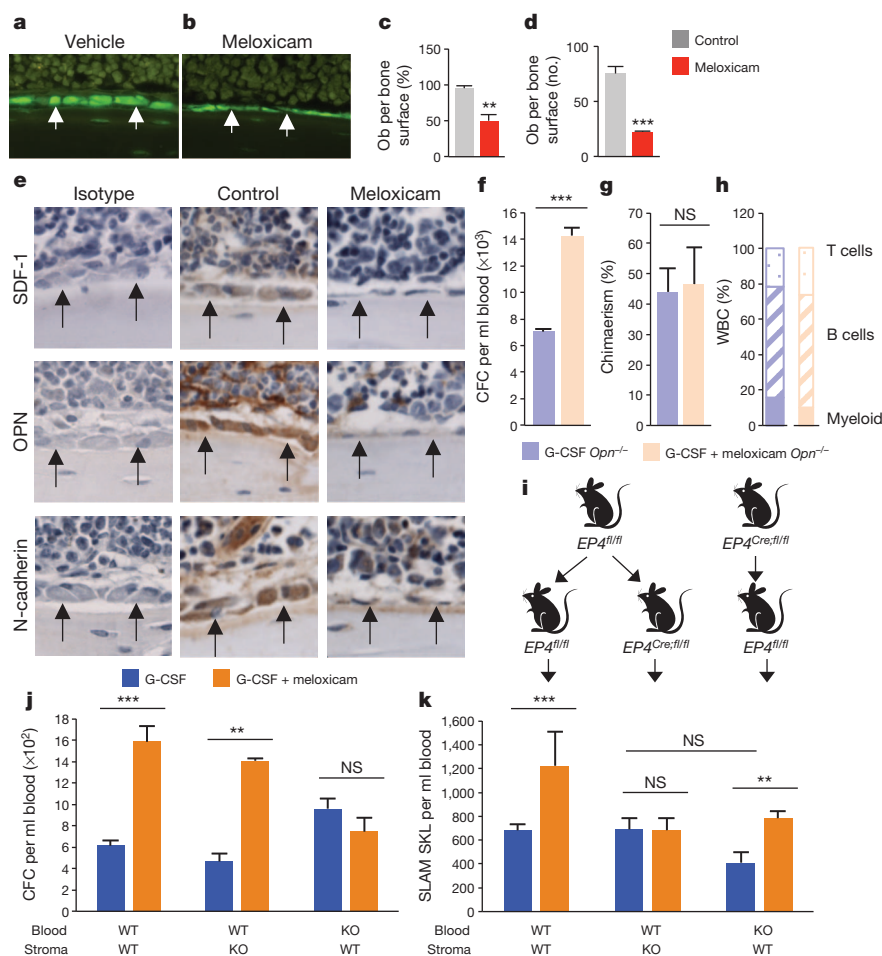 a
Vehicle
b
Meloxicam
c
Ob per bone
surface (%)
150
100
50
0
**
d
Ob per bone
surface (no.)
100
50
0
***
Control
Meloxicam
e
Isotype
Control
Meloxicam
SDF-1
OPN
N-cadherin
f
CFC per ml blood (×10³)
16
14
12
10
8
6
4
2
0
***
g
Chimaerism (%)
70
60
50
40
30
20
10
0
NS
h
WBC (%)
120
100
80
60
40
20
0
T cells
B cells
Myeloid
G-CSF Opn⁻/⁻
G-CSF + meloxicam Opn⁻/⁻
i
EP4fl/fl
EP4Cre;fl/fl
EP4fl/fl
EP4Cre;fl/fl
EP4fl/fl
G-CSF
G-CSF + meloxicam
j
CFC per ml blood (×10²)
18
16
14
12
10
8
6
4
2
0
***
**
NS
Blood WT WT KO
Stroma WT KO WT
k
SLAM SKL per ml blood
1,600
1,400
1,200
1,000
800
600
400
200
0
***
NS
NS
**
Blood WT WT KO
Stroma WT KO WT